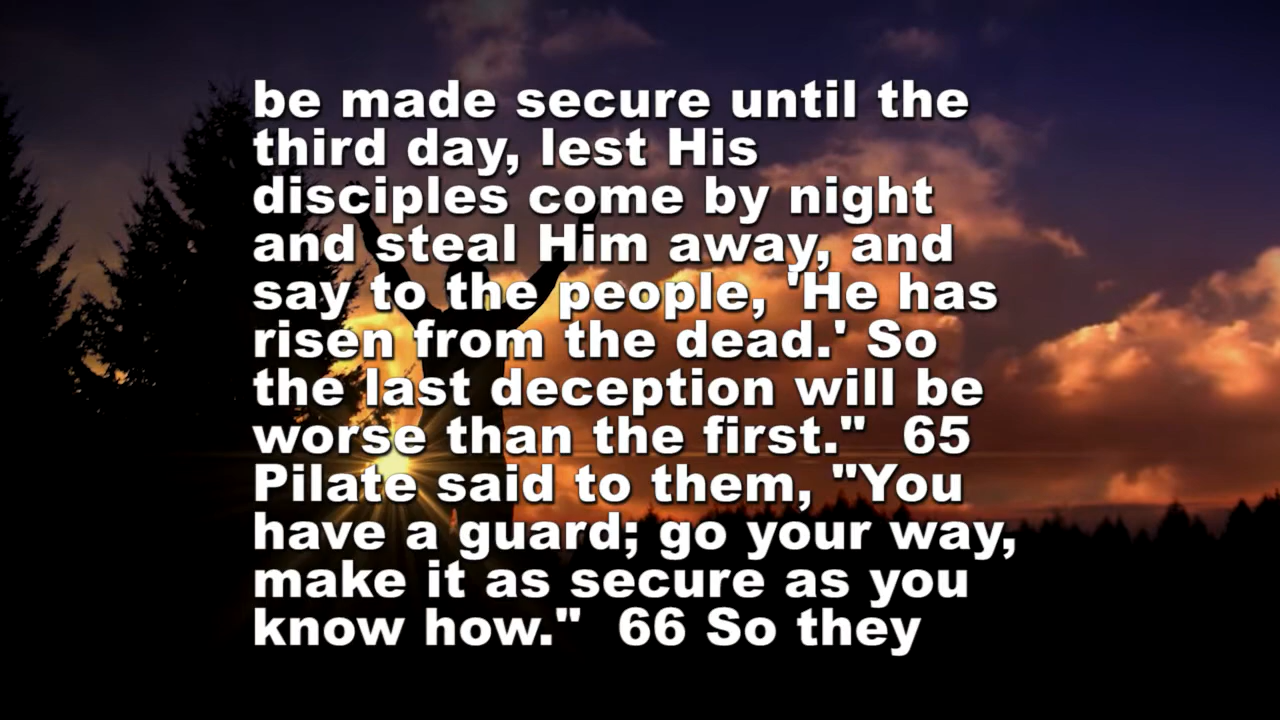 be made secure until the
third day, lest His
disciples come by night
and steal Him away, and
say to the people, 'He has
risen from the dead.' So
the last deception will be
worse than the first."  65
Pilate said to them, "You
have a guard; go your way,
make it as secure as you
know how."  66 So they